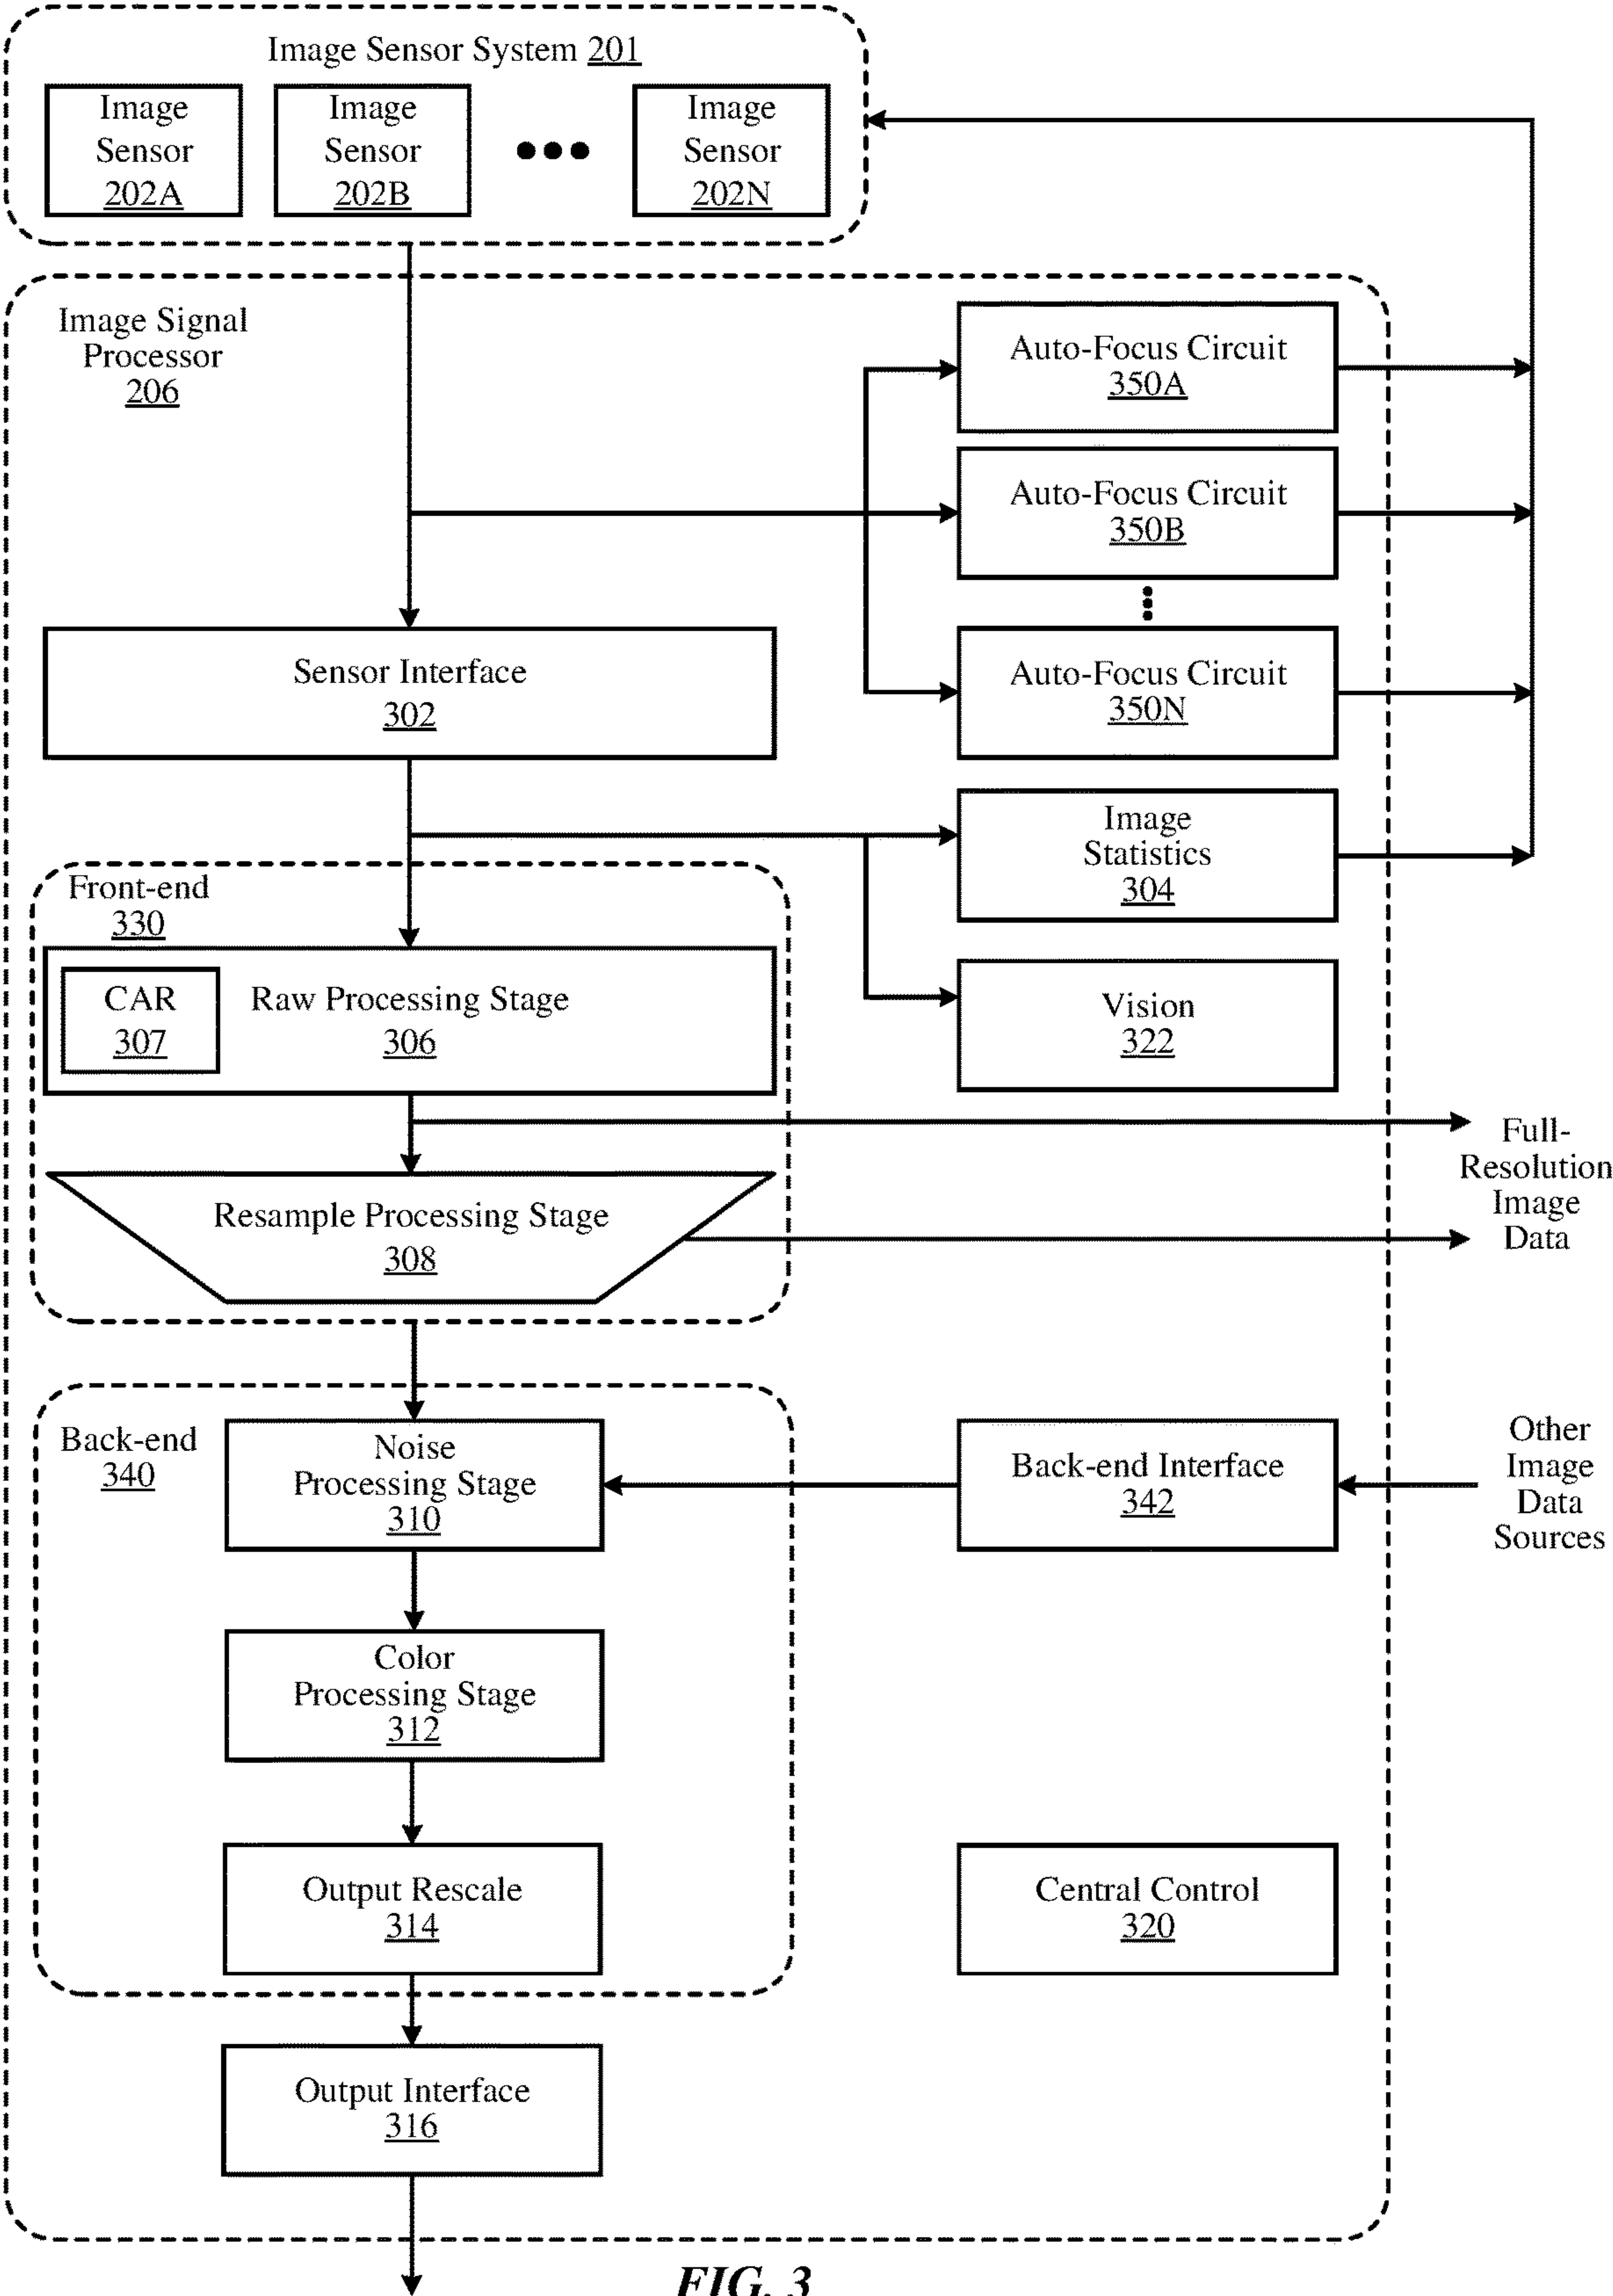 Image Sensor System 201
Image
Sensor
202A
Image
Sensor
202B
Image
Sensor
202N
Image Signal
Processor
206
Auto-Focus Circuit
350A
Auto-Focus Circuit
350B
Sensor Interface
302
Auto-Focus Circuit
350N
Image
Statistics
304
Front-end
330
CAR
307
Raw Processing Stage
306
Vision
322
Full-
Resolution
Image
Data
Resample Processing Stage
308
Back-end
340
Noise
Processing Stage
310
Back-end Interface
342
Other
Image
Data
Sources
Color
Processing Stage
312
Output Rescale
314
Central Control
320
Output Interface
316
FIG. 3